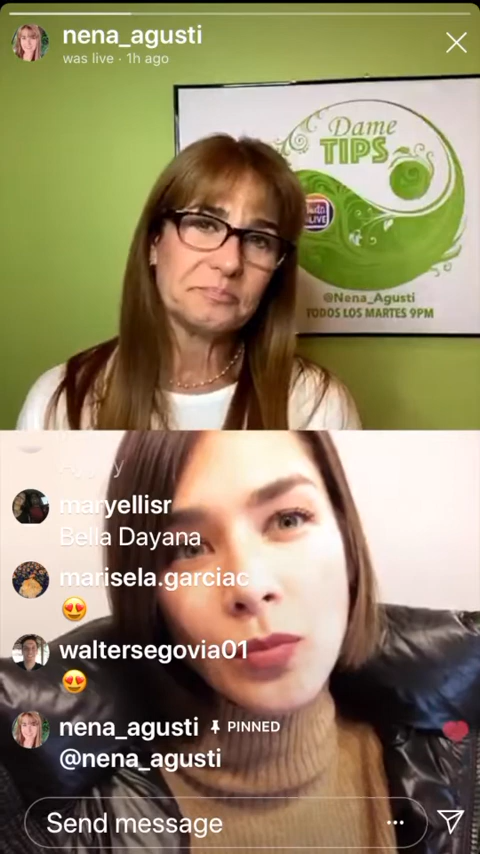 nena_agusti
was live · 1h ago
Dame
TIPS
Insta
LIVE
@Nena_Agusti
TODOS LOS MARTES 9PM
maryellisr
Bella Dayana
marisela.garciac
😍
waltersegovia01
😍
nena_agusti PINNED
@nena_agusti
Send message